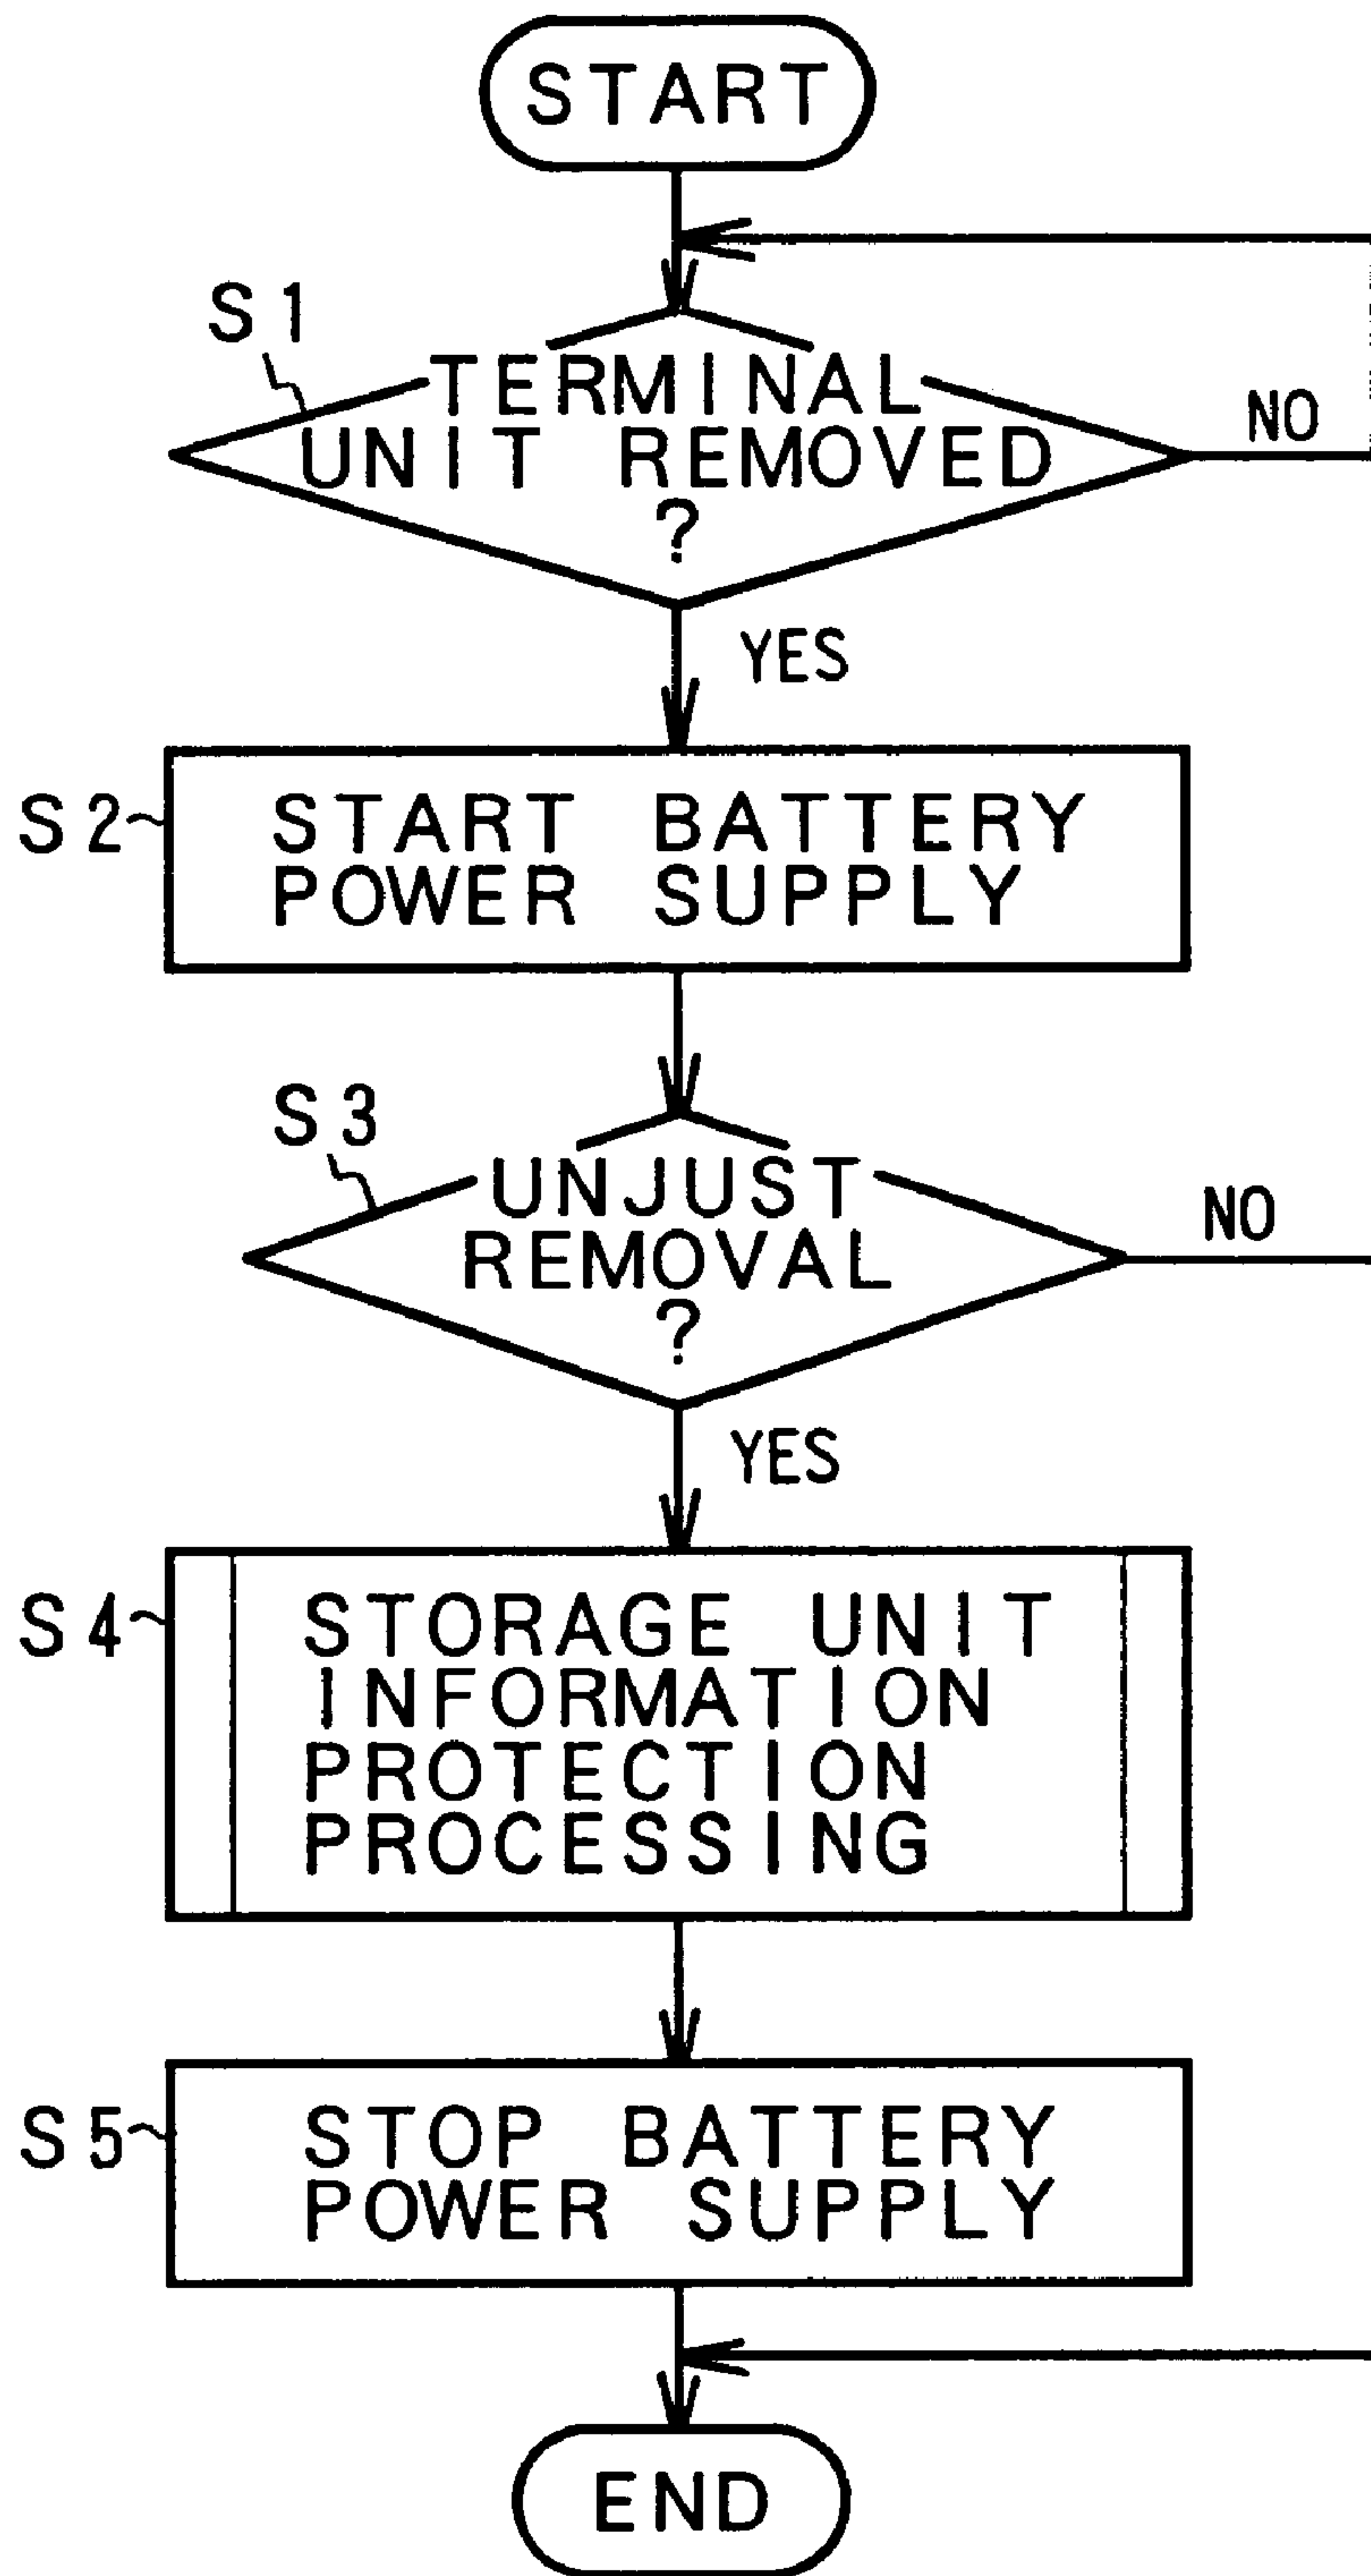 START
S1
TERMINAL
UNIT REMOVED
?
NO
YES
S2
START BATTERY
POWER SUPPLY
S3
UNJUST
REMOVAL
?
NO
YES
S4
STORAGE UNIT
INFORMATION
PROTECTION
PROCESSING
S5
STOP BATTERY
POWER SUPPLY
END